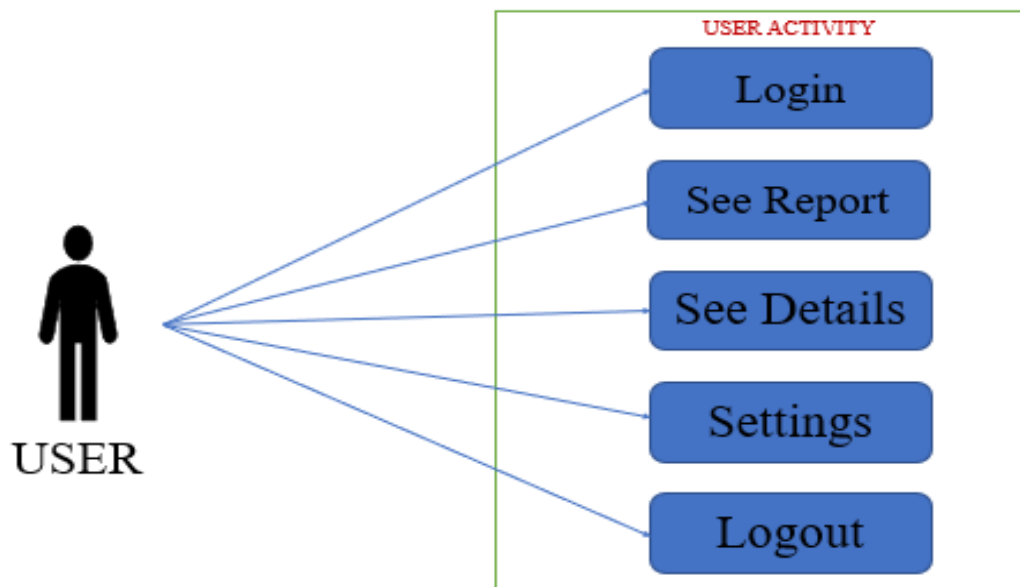 USER ACTIVITY
Login
See Report
See Details
Settings
Logout
USER